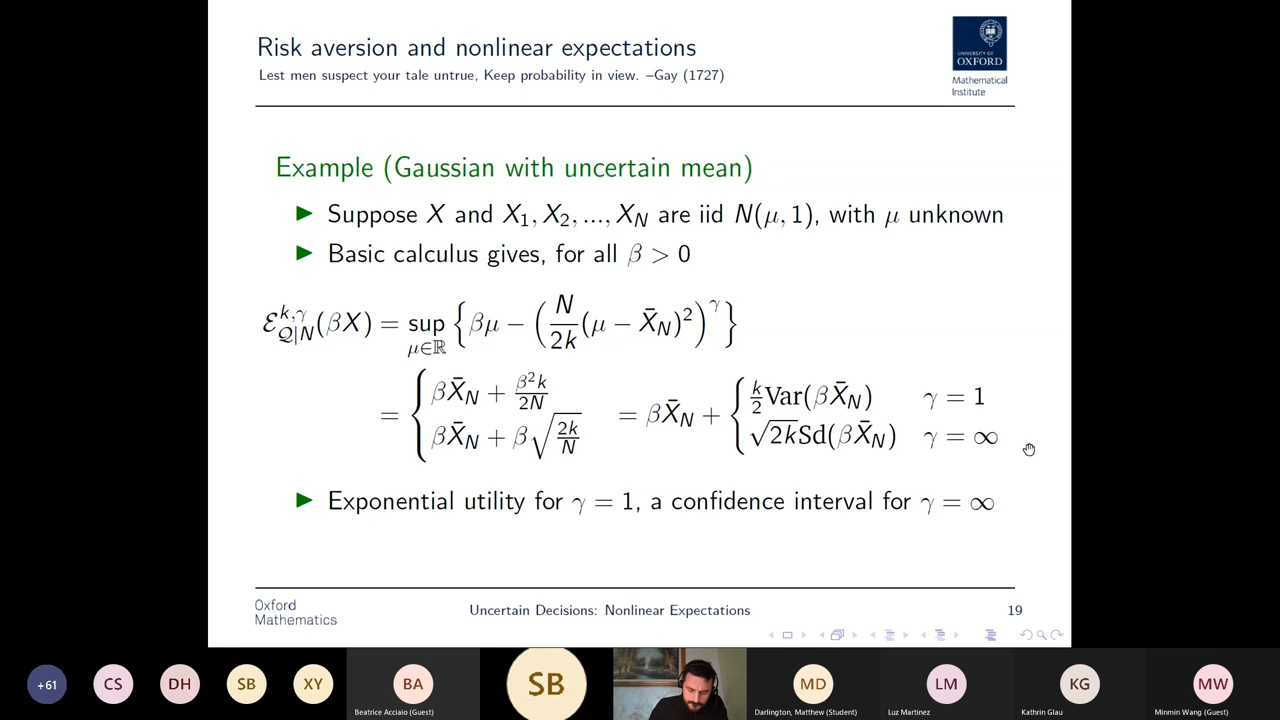 Risk aversion and nonlinear expectations
Lest men suspect your tale untrue, Keep probability in view. –Gay (1727)
UNIVERSITY OF
OXFORD
Mathematical
Institute
Example (Gaussian with uncertain mean)
▶ Suppose X and X₁, X₂, ..., X_N are iid N(μ, 1), with μ unknown
▶ Basic calculus gives, for all β > 0
ℰ^{k,γ}_{𝒬|N}(βX) = sup_{μ∈ℝ} { βμ − ( N/2k (μ − X̄_N)² )^γ }
= { βX̄_N + β²k/2N ; βX̄_N + β√(2k/N) = βX̄_N + { k/2 Var(βX̄_N) γ = 1 ; √2k Sd(βX̄_N) γ = ∞
▶ Exponential utility for γ = 1, a confidence interval for γ = ∞
Oxford
Mathematics
Uncertain Decisions: Nonlinear Expectations
19
+61
CS
DH
SB
XY
BA
Beatrice Acciaio (Guest)
SB
MD
Darlington, Matthew (Student)
LM
Luz Martinez
KG
Kathrin Glau
MW
Minmin Wang (Guest)